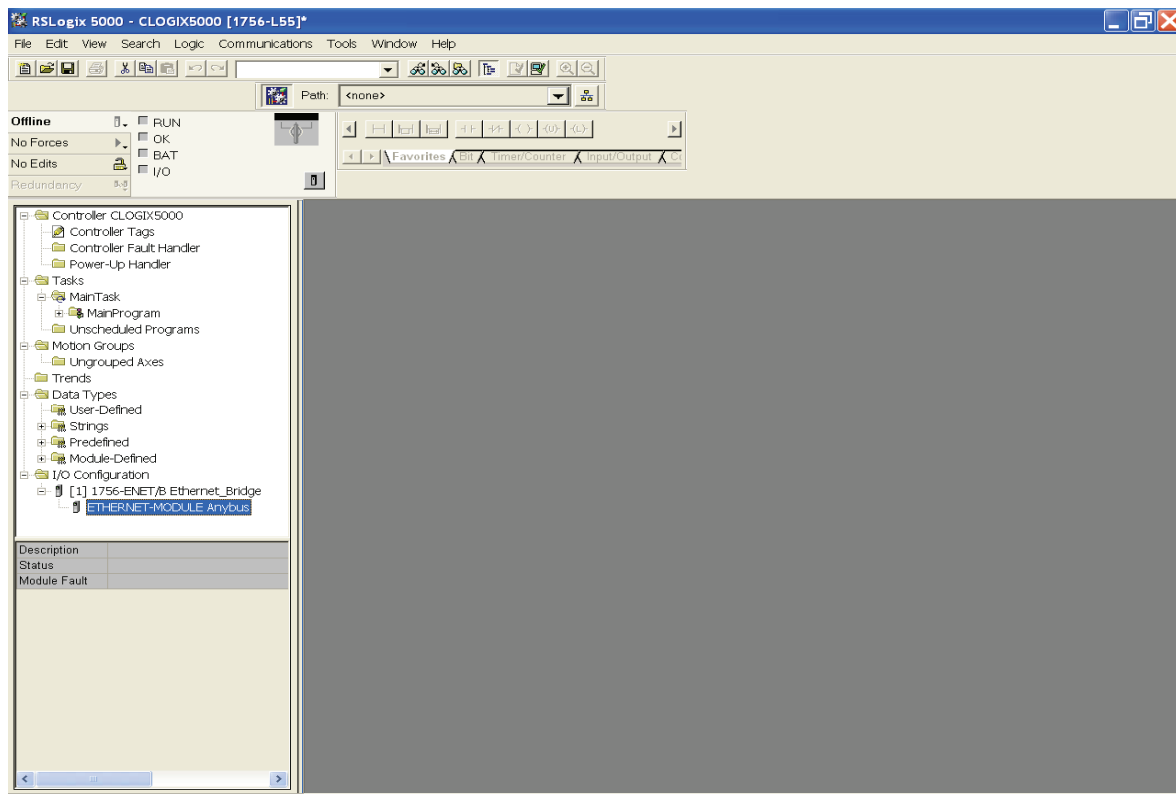 RSLogix 5000 - CLOGIX5000 [1756-L55]*
File Edit View Search Logic Communications Tools Window Help
Path: <none>
Offline
RUN
No Forces
OK
BAT
No Edits
I/O
Redundancy
Favorites Bit Timer/Counter Input/Output
Controller CLOGIX5000
Controller Tags
Controller Fault Handler
Power-Up Handler
Tasks
MainTask
MainProgram
Unscheduled Programs
Motion Groups
Ungrouped Axes
Trends
Data Types
User-Defined
Strings
Predefined
Module-Defined
I/O Configuration
[1] 1756-ENET/B Ethernet_Bridge
ETHERNET-MODULE Anybus
Description
Status
Module Fault